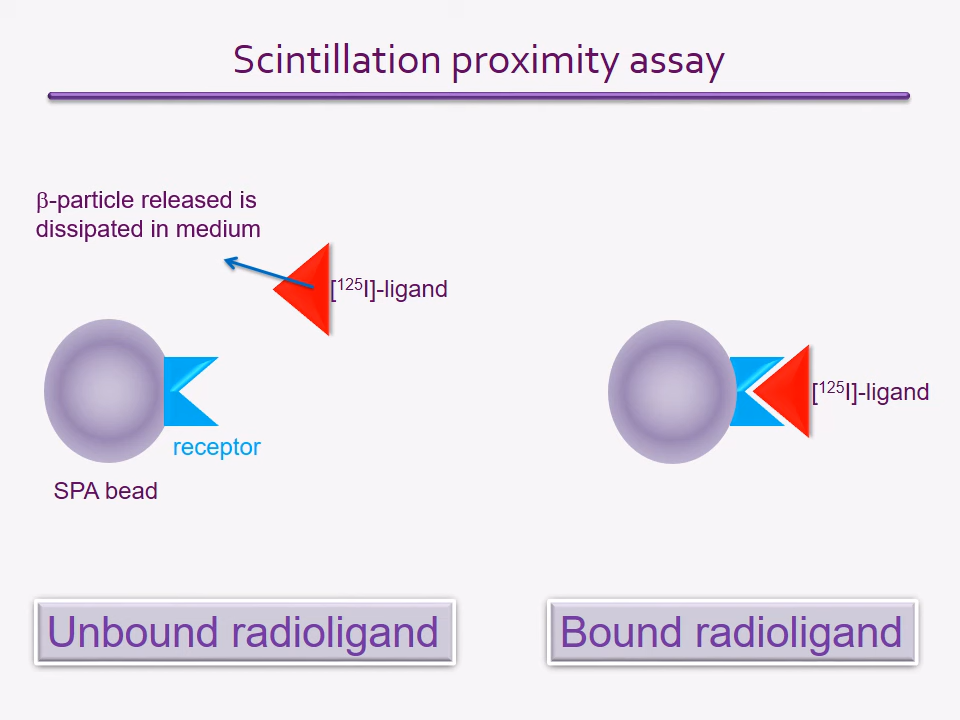 Scintillation proximity assay
β-particle released is
dissipated in medium
[¹²⁵I]-ligand
receptor
SPA bead
[¹²⁵I]-ligand
Unbound radioligand
Bound radioligand